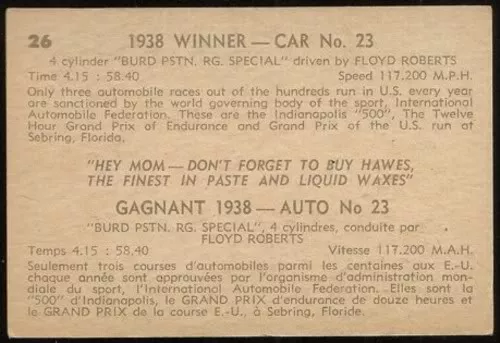 26
1938 WINNER — CAR No. 23
4 cylinder "BURD PSTN. RG. SPECIAL" driven by FLOYD ROBERTS
Time 4.15 : 58.40 Speed 117.200 M.P.H.
Only three automobile races out of the hundreds run in U.S. every year
are sanctioned by the world governing body of the sport, International
Automobile Federation. These are the Indianapolis "500", The Twelve
Hour Grand Prix of Endurance and Grand Prix of the U.S. run at
Sebring, Florida.
"HEY MOM — DON'T FORGET TO BUY HAWES,
THE FINEST IN PASTE AND LIQUID WAXES"
GAGNANT 1938 — AUTO No 23
"BURD PSTN. RG. SPECIAL", 4 cylindres, conduite par
FLOYD ROBERTS
Temps 4.15 : 58.40 Vitesse 117.200 M.A.H.
Seulement trois courses d'automobiles parmi les centaines aux E.-U.
chaque année sont approuvées par l'organisme d'administration mon-
diale du sport, l'International Automobile Federation. Elles sont la
"500" d'Indianapolis, le GRAND PRIX d'endurance de douze heures et
le GRAND PRIX de la course E.-U., à Sebring, Floride.